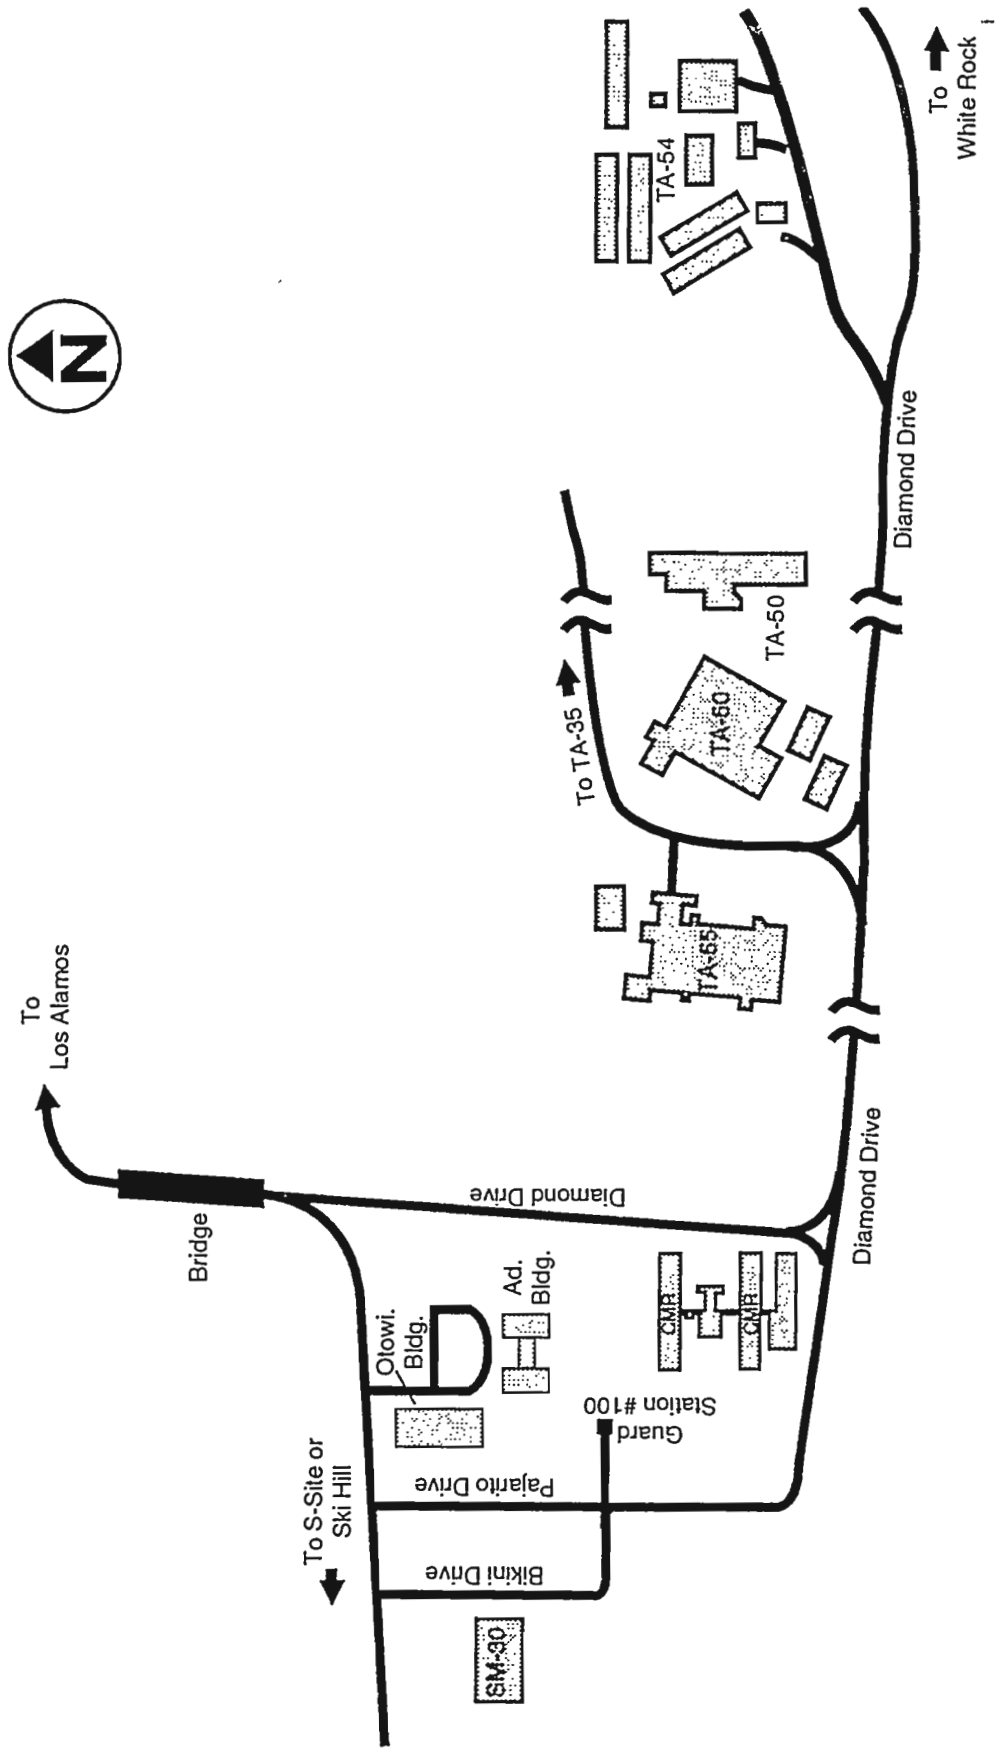 N
To
Los Alamos
Bridge
To S-Site or
Ski Hill
Otowi.
Bldg.
Ad.
Bldg.
Diamond Drive
Pajarito Drive
Bikini Drive
SM-30
Guard
Station #100
CMR
CMR
Diamond Drive
TA-55
To TA-35
TA-60
TA-50
Diamond Drive
TA-54
To
White Rock